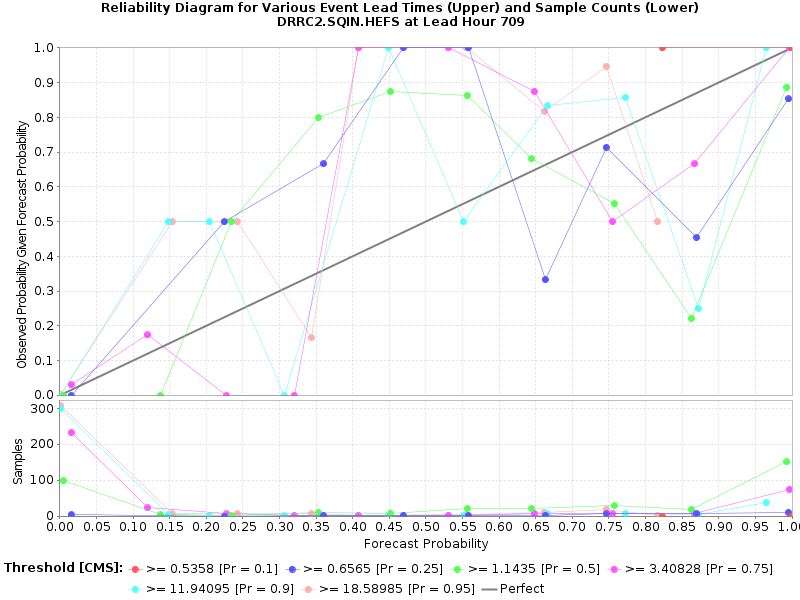 Reliability Diagram for Various Event Lead Times (Upper) and Sample Counts (Lower)
DRRC2.SQIN.HEFS at Lead Hour 709
Observed Probability Given Forecast Probability
1.0
0.9
0.8
0.7
0.6
0.5
0.4
0.3
0.2
0.1
0.0
Samples
300
200
100
0
0.00 0.05 0.10 0.15 0.20 0.25 0.30 0.35 0.40 0.45 0.50 0.55 0.60 0.65 0.70 0.75 0.80 0.85 0.90 0.95 1.00
Forecast Probability
Threshold [CMS]: >= 0.5358 [Pr = 0.1] >= 0.6565 [Pr = 0.25] >= 1.1435 [Pr = 0.5] >= 3.40828 [Pr = 0.75]
>= 11.94095 [Pr = 0.9] >= 18.58985 [Pr = 0.95] Perfect